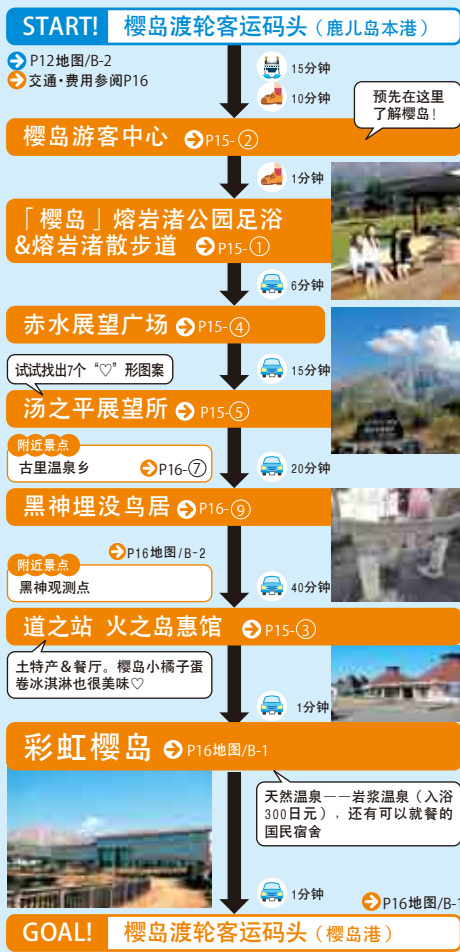 START! 樱岛渡轮客运码头（鹿儿岛本港）
P12地图/B-2
交通・费用参阅P16
15分钟
10分钟
预先在这里
了解樱岛！
樱岛游客中心 P15-②
1分钟
「樱岛」熔岩渚公园足浴
&熔岩渚散步道 P15-①
6分钟
赤水展望广场 P15-④
15分钟
试试找出7个“♡”形图案
汤之平展望所 P15-⑤
附近景点
古里温泉乡 P16-⑦
20分钟
黑神埋没鸟居 P16-⑨
P16地图/B-2
附近景点
黑神观测点
40分钟
道之站 火之岛惠馆 P15-③
土特产&餐厅。樱岛小橘子蛋
卷冰淇淋也很美味♡
1分钟
彩虹樱岛 P16地图/B-1
天然温泉——岩浆温泉（入浴
300日元），还有可以就餐的
国民宿舍
1分钟
P16地图/B-1
GOAL! 樱岛渡轮客运码头（樱岛港）